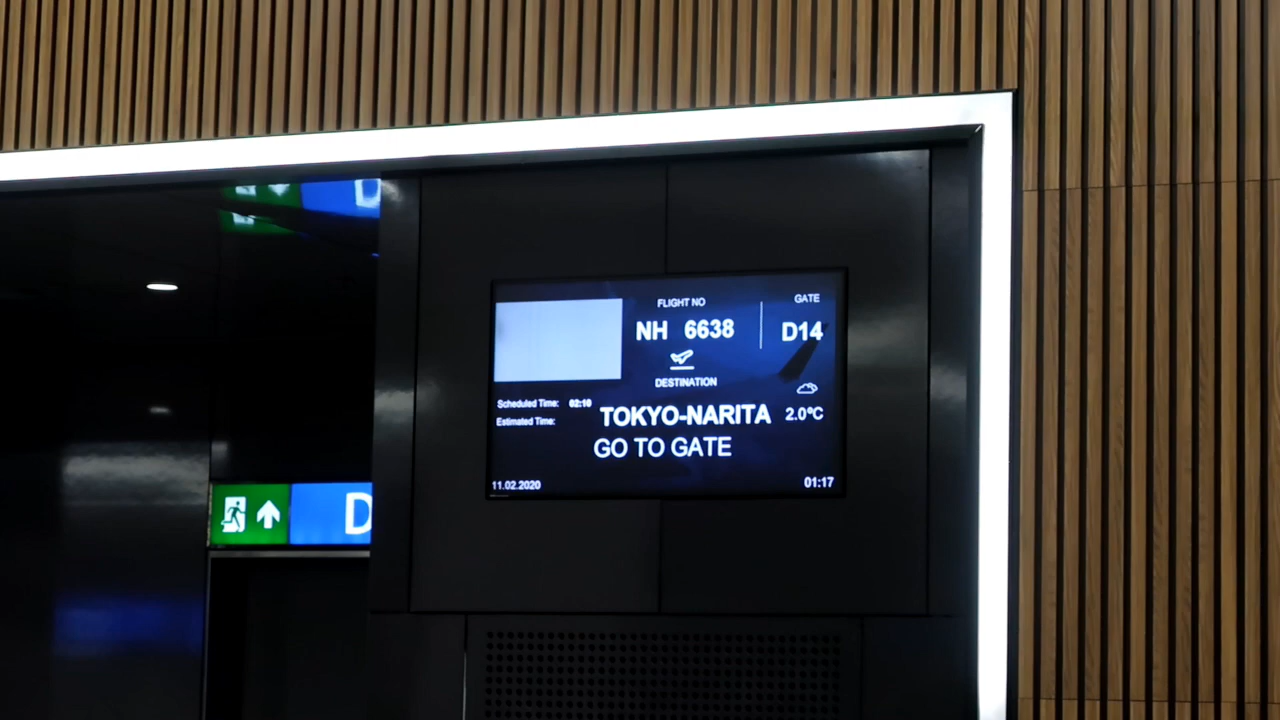 FLIGHT NO
GATE
NH 6638
D14
DESTINATION
Scheduled Time: 02:10
TOKYO-NARITA
2.0°C
Estimated Time:
GO TO GATE
11.02.2020
01:17
D
D